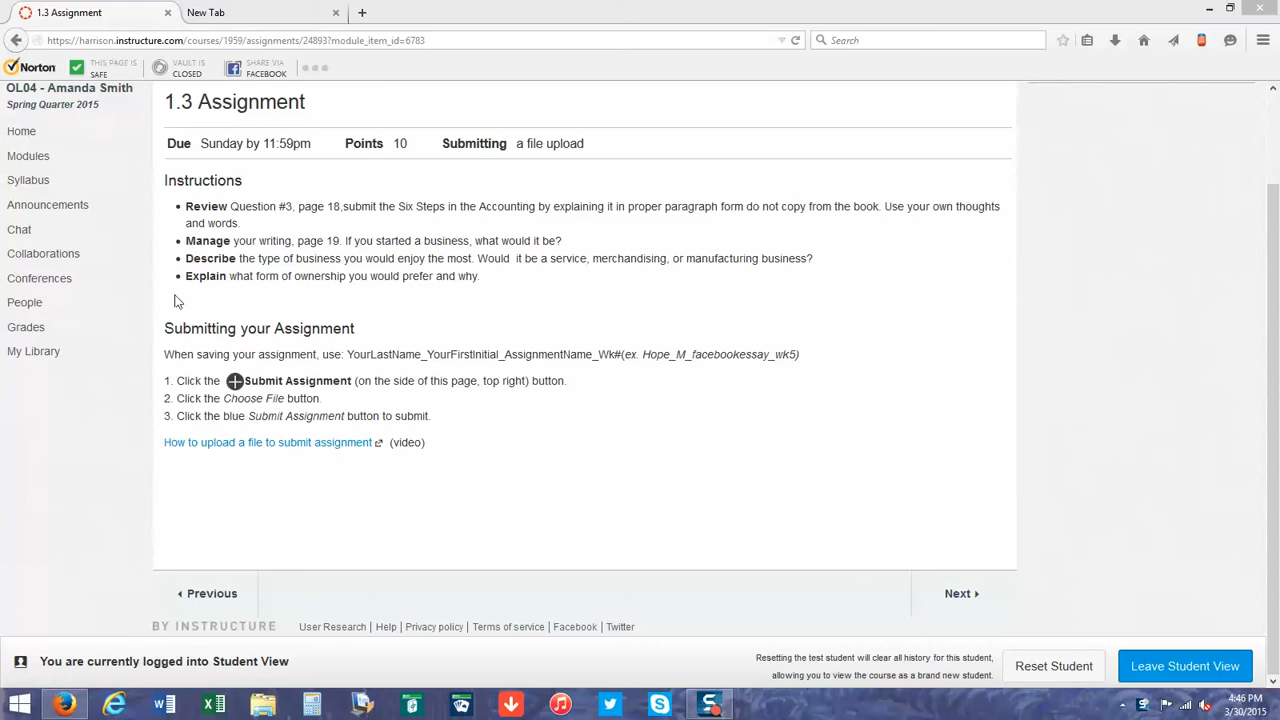 1.3 Assignment
New Tab
https://harrison.instructure.com/courses/1959/assignments/24893?module_item_id=6783
Search
Norton
THIS PAGE IS
SAFE
VAULT IS
CLOSED
SHARE VIA
FACEBOOK
OL04 - Amanda Smith
Spring Quarter 2015
Home
Modules
Syllabus
Announcements
Chat
Collaborations
Conferences
People
Grades
My Library
1.3 Assignment
Due Sunday by 11:59pm Points 10 Submitting a file upload
Instructions
• Review Question #3, page 18,submit the Six Steps in the Accounting by explaining it in proper paragraph form do not copy from the book. Use your own thoughts
and words.
• Manage your writing, page 19. If you started a business, what would it be?
• Describe the type of business you would enjoy the most. Would it be a service, merchandising, or manufacturing business?
• Explain what form of ownership you would prefer and why.
Submitting your Assignment
When saving your assignment, use: YourLastName_YourFirstInitial_AssignmentName_Wk#(ex. Hope_M_facebookessay_wk5)
1. Click the Submit Assignment (on the side of this page, top right) button.
2. Click the Choose File button.
3. Click the blue Submit Assignment button to submit.
How to upload a file to submit assignment (video)
Previous
Next
BY INSTRUCTURE User Research Help Privacy policy Terms of service Facebook Twitter
You are currently logged into Student View
Resetting the test student will clear all history for this student,
allowing you to view the course as a brand new student.
Reset Student
Leave Student View
4:46 PM
3/30/2015